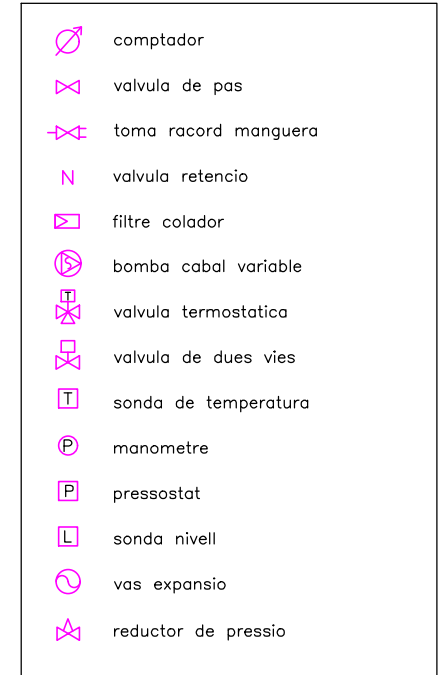 comptador
valvula de pas
toma racord manguera
N valvula retencio
filtre colador
bomba cabal variable
T valvula termostatica
valvula de dues vies
T sonda de temperatura
P manometre
P pressostat
L sonda nivell
vas expansio
reductor de pressio